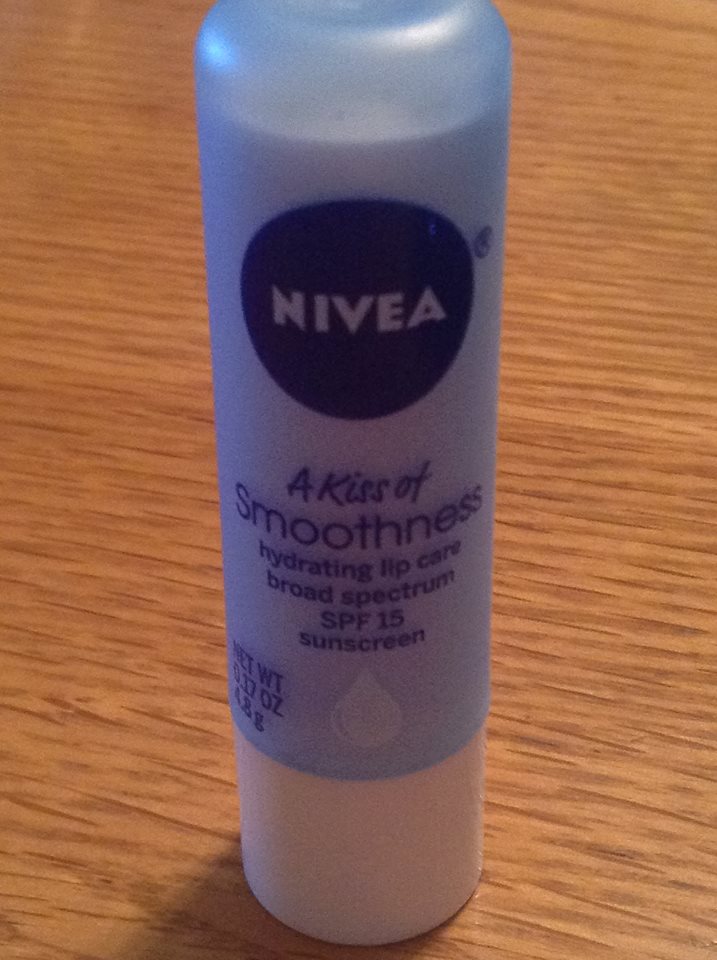 NIVEA®
A Kiss of
Smoothness
hydrating lip care
broad spectrum
SPF 15
sunscreen
NET WT
0.17 OZ
4.8 g